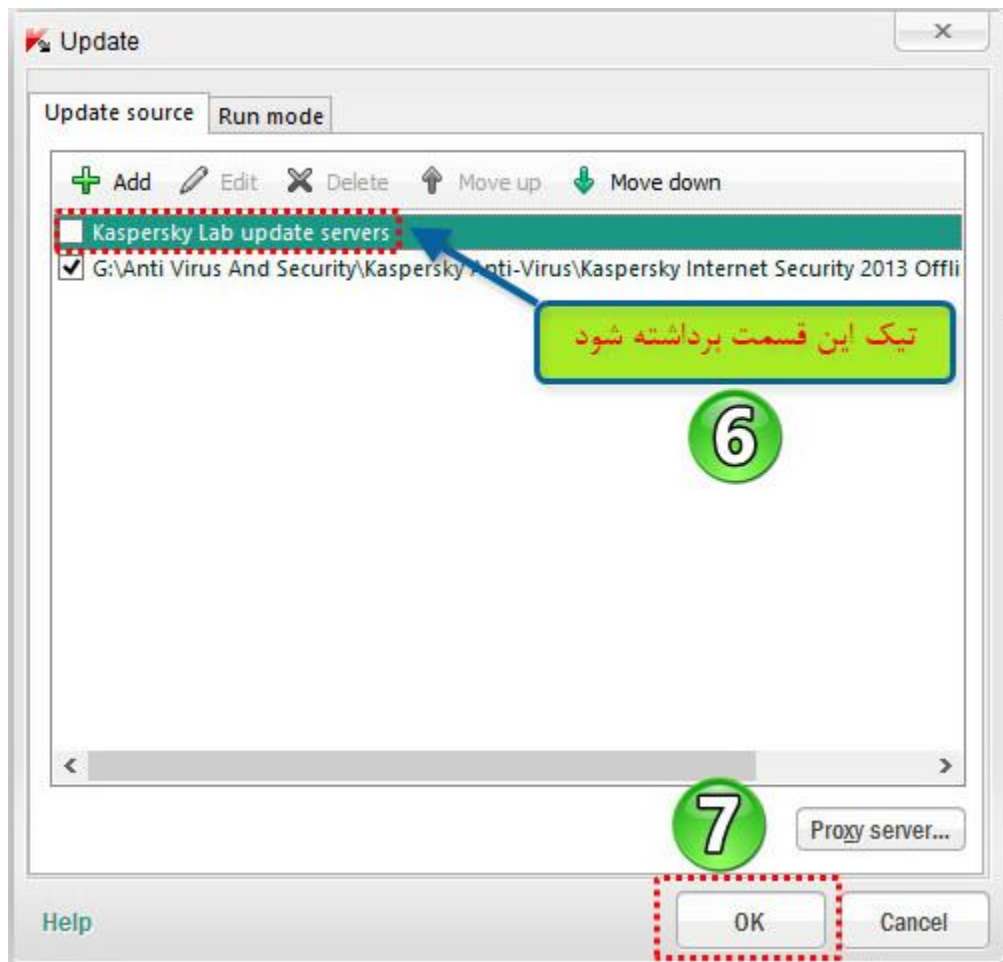 Update
Update source Run mode
Add Edit Delete Move up Move down
Kaspersky Lab update servers
G:\Anti Virus And Security\Kaspersky Anti-Virus\Kaspersky Internet Security 2013 Offli
تیک این قسمت برداشته شود
6
7
Proxy server...
Help OK Cancel